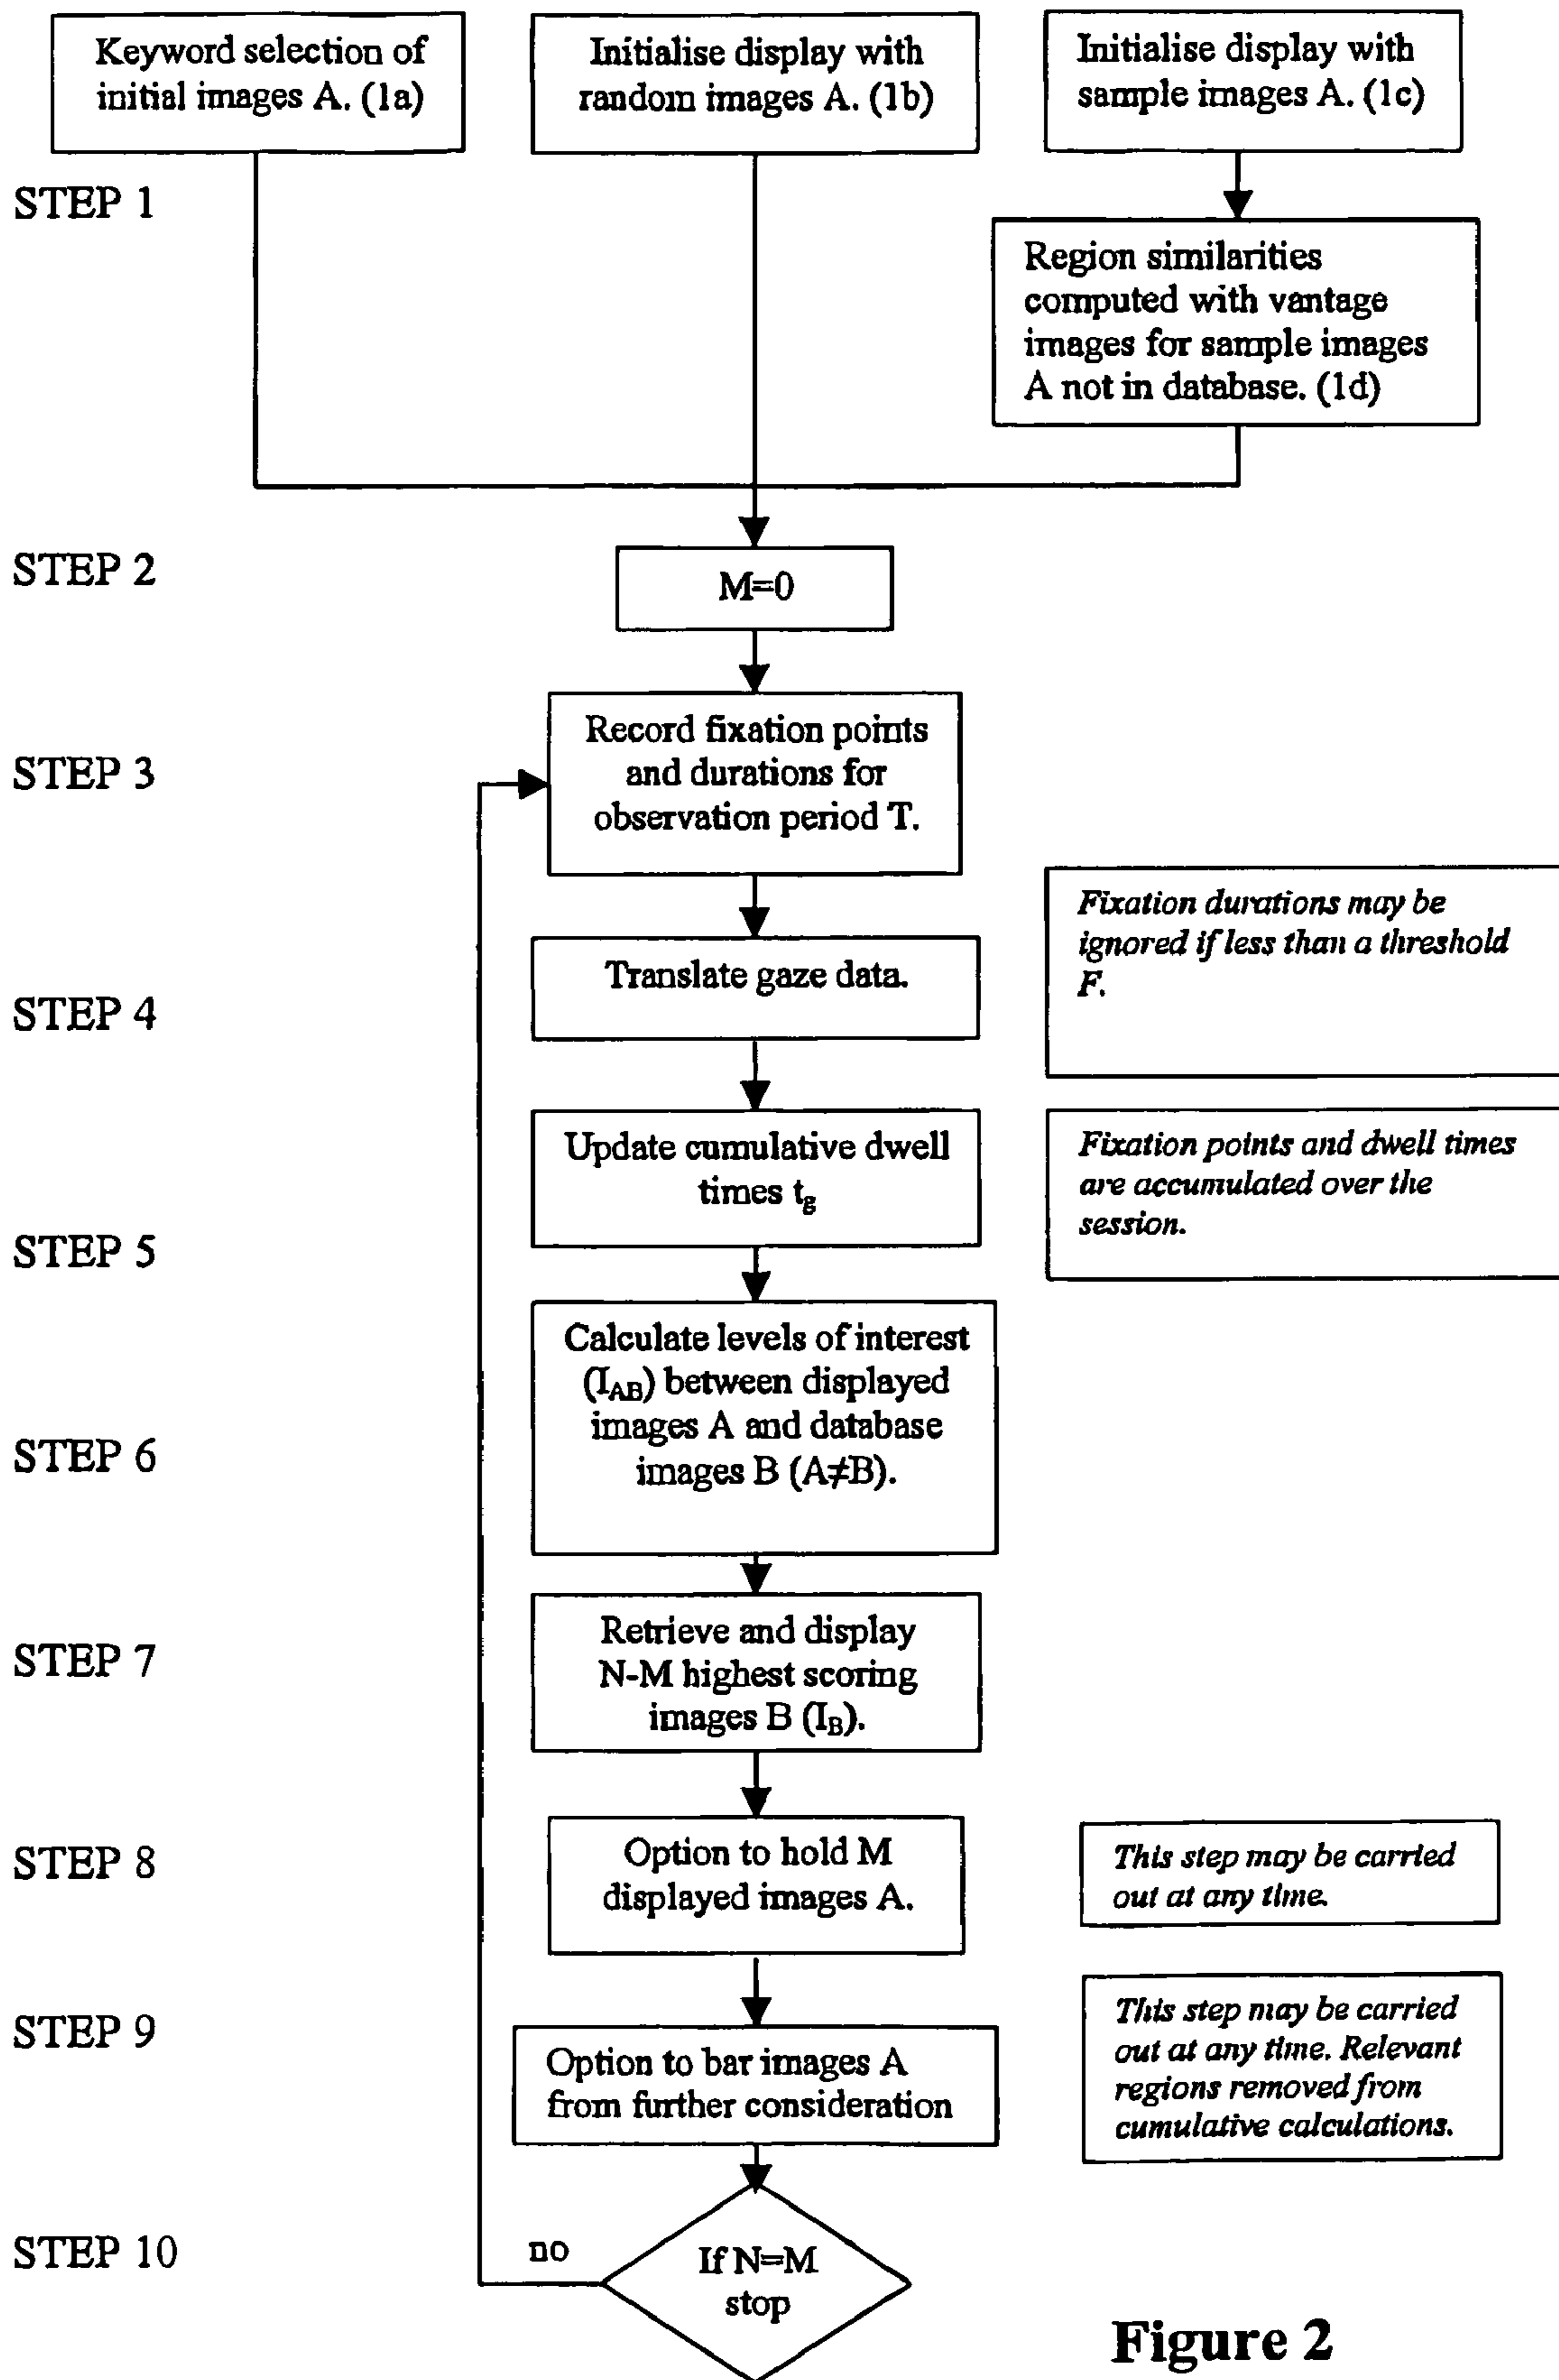 Keyword selection of
initial images A. (1a)
Initialise display with
random images A. (1b)
Initialise display with
sample images A. (1c)
STEP 1
Region similarities
computed with vantage
images for sample images
A not in database. (1d)
STEP 2
M=0
STEP 3
Record fixation points
and durations for
observation period T.
Fixation durations may be
ignored if less than a threshold
F.
STEP 4
Translate gaze data.
Update cumulative dwell
times tg
Fixation points and dwell times
are accumulated over the
session.
STEP 5
Calculate levels of interest
(IAB) between displayed
images A and database
images B (A≠B).
STEP 6
STEP 7
Retrieve and display
N-M highest scoring
images B (IB).
STEP 8
Option to hold M
displayed images A.
This step may be carried
out at any time.
STEP 9
Option to bar images A
from further consideration
This step may be carried
out at any time. Relevant
regions removed from
cumulative calculations.
STEP 10
no
If N=M
stop
Figure 2